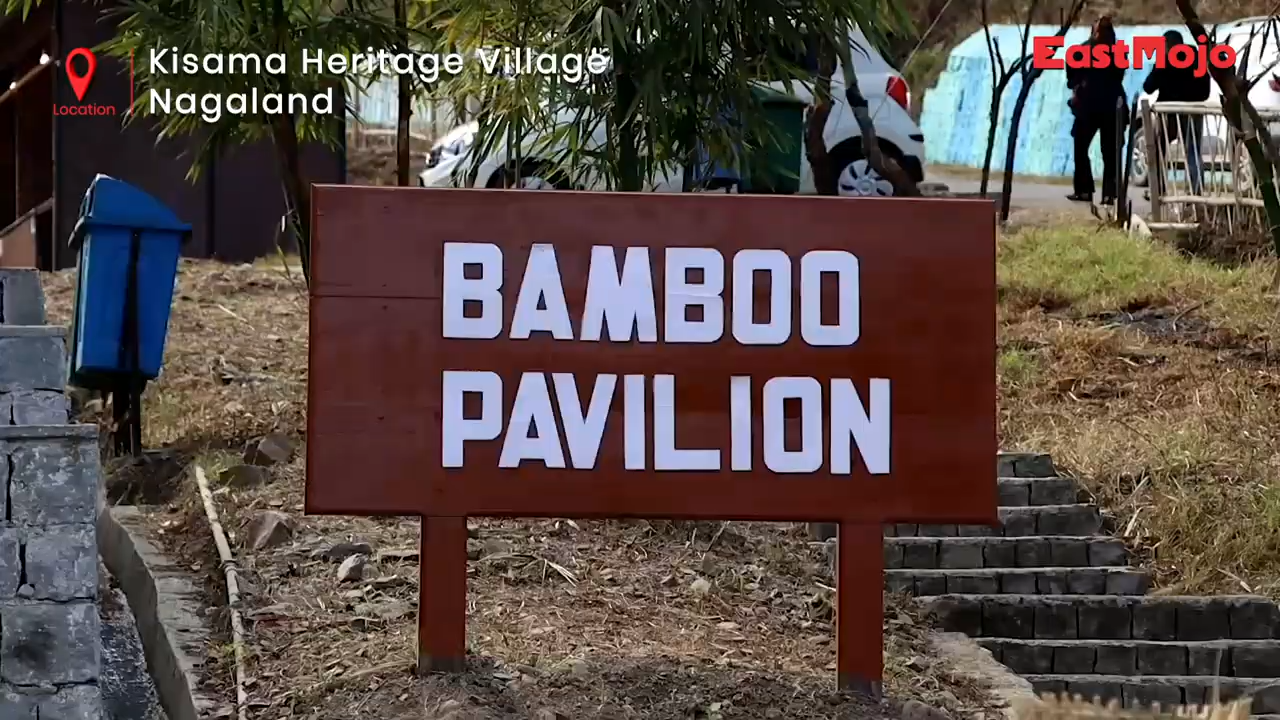 Kisama Heritage Village
Nagaland
Location
EastMojo
BAMBOO
PAVILION